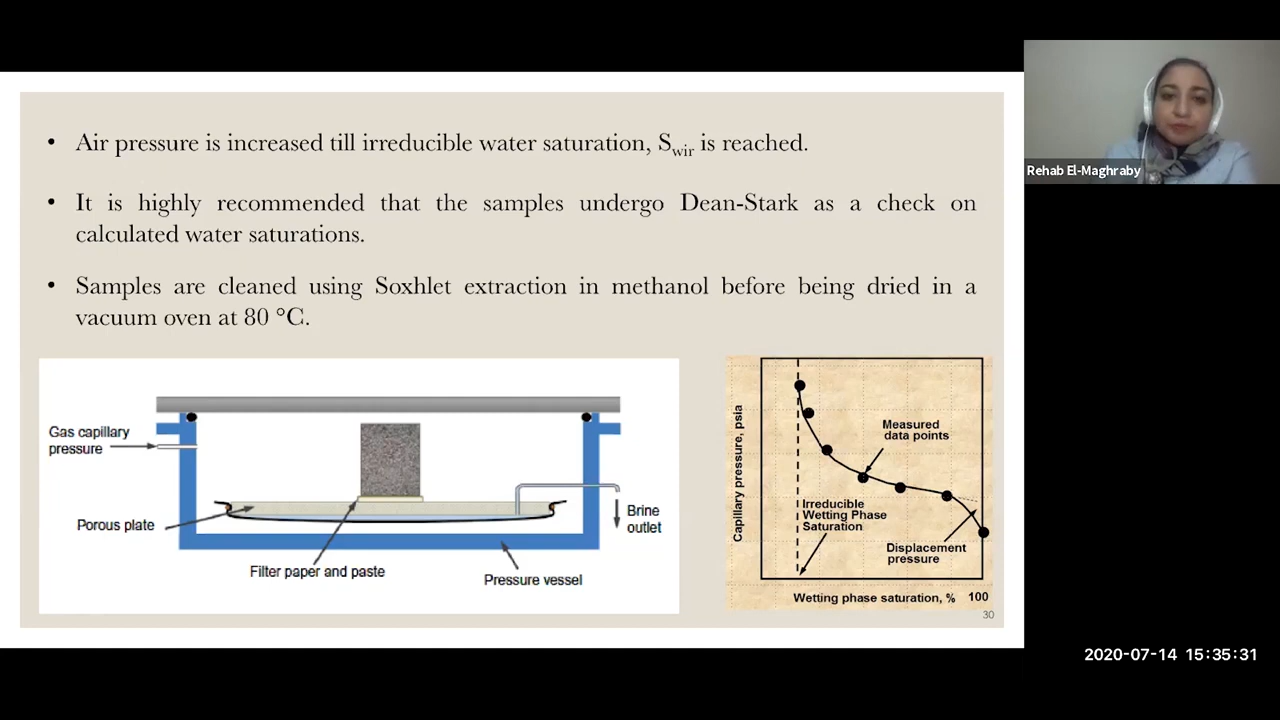 • Air pressure is increased till irreducible water saturation, Swir is reached.
• It is highly recommended that the samples undergo Dean-Stark as a check on
calculated water saturations.
• Samples are cleaned using Soxhlet extraction in methanol before being dried in a
vacuum oven at 80 °C.
Gas capillary
pressure
Porous plate
Filter paper and paste
Pressure vessel
Brine
outlet
Capillary pressure, psia
Measured
data points
Irreducible
Wetting Phase
Saturation
Displacement
pressure
Wetting phase saturation, % 100
30
Rehab El-Maghraby
2020-07-14 15:35:31